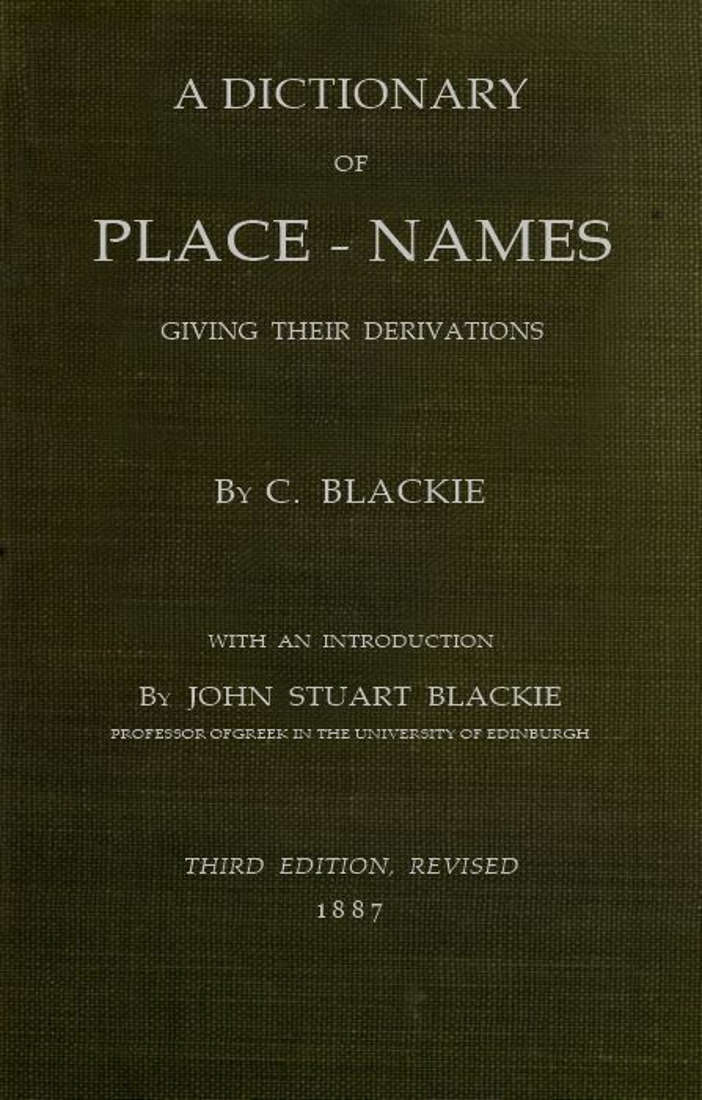 A DICTIONARY
OF
PLACE - NAMES
GIVING THEIR DERIVATIONS
By C. BLACKIE
WITH AN INTRODUCTION
By JOHN STUART BLACKIE
PROFESSOR OFGREEK IN THE UNIVERSITY OF EDINBURGH
THIRD EDITION, REVISED
1887